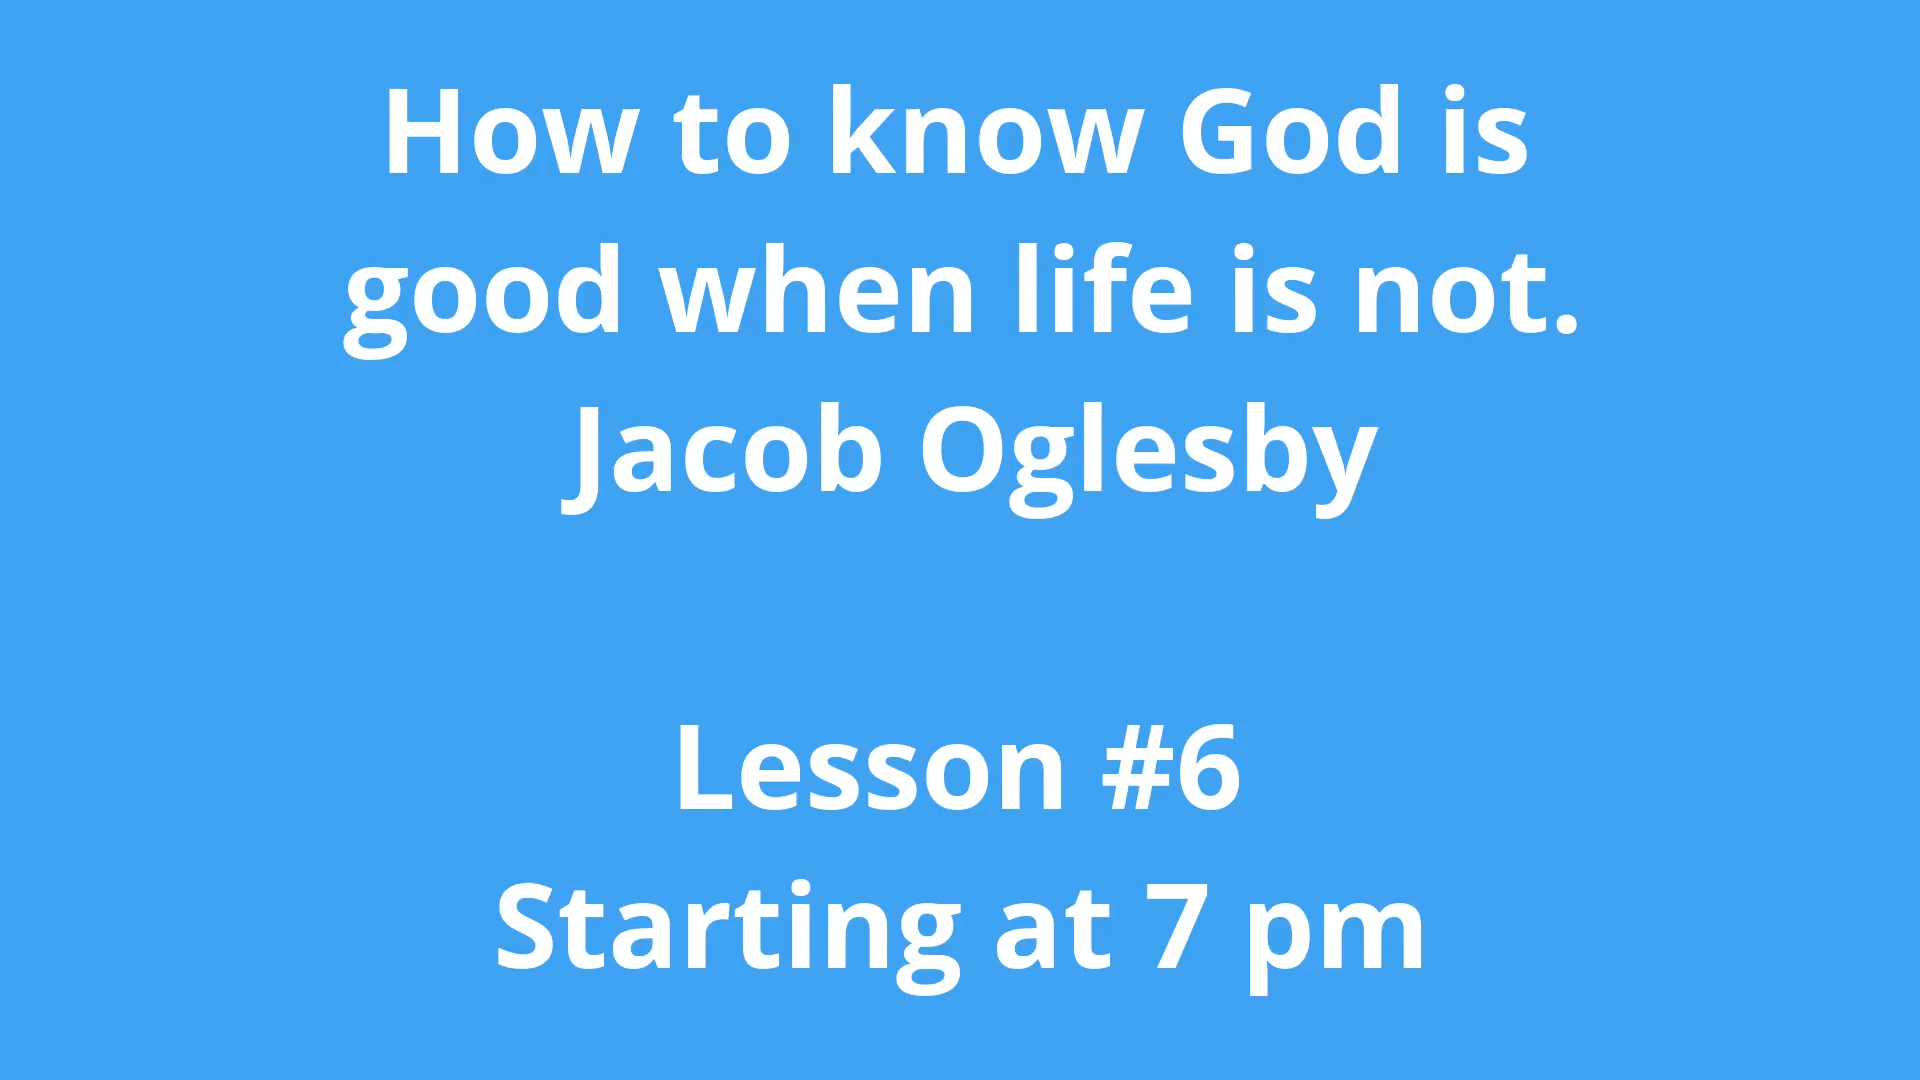 How to know God is
good when life is not.
Jacob Oglesby
Lesson #6
Starting at 7 pm